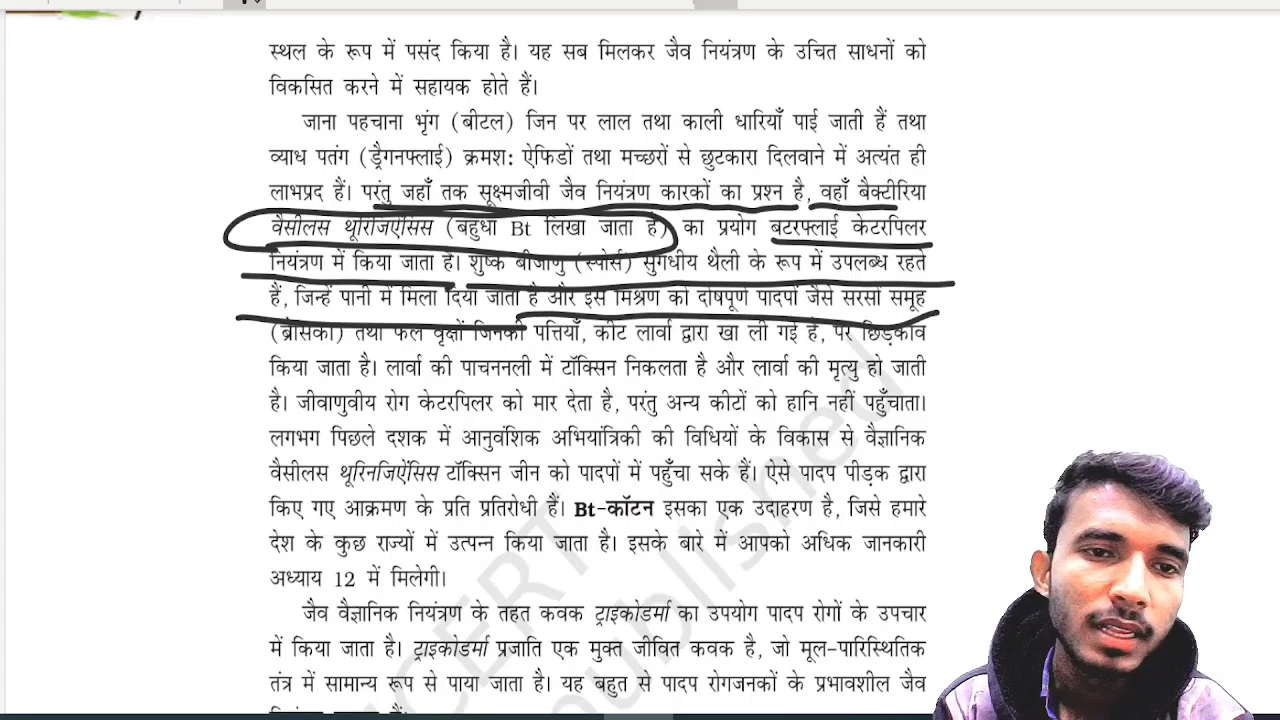 स्थल के रूप में पसंद किया है। यह सब मिलकर जैव नियंत्रण के उचित साधनों को
विकसित करने में सहायक होते हैं।
जाना पहचाना भृंग (बीटल) जिन पर लाल तथा काली धारियाँ पाई जाती हैं तथा
व्याध पतंग (ड्रैगनफ्लाई) क्रमश: ऐफिडों तथा मच्छरों से छुटकारा दिलवाने में अत्यंत ही
लाभप्रद हैं। परंतु जहाँ तक सूक्ष्मजीवी जैव नियंत्रण कारकों का प्रश्न है, वहाँ बैक्टीरिया
वैसीलस थूरिजिऐंसिस (बहुधा Bt लिखा जाता है) का प्रयोग बटरफ्लाई केटरपिलर
नियंत्रण में किया जाता है। शुष्क बीजाणु (स्पोर्स) सुगंधीय थैली के रूप में उपलब्ध रहते
हैं, जिन्हें पानी में मिला दिया जाता है और इस मिश्रण को दोषपूर्ण पादपों जैसे सरसों समूह
(ब्रेसिका) तथा फल वृक्षों जिनकी पत्तियाँ, कीट लार्वा द्वारा खा ली गई हैं, पर छिड़काव
किया जाता है। लार्वा की पाचननली में टॉक्सिन निकलता है और लार्वा की मृत्यु हो जाती
है। जीवाणुवीय रोग केटरपिलर को मार देता है, परंतु अन्य कीटों को हानि नहीं पहुँचाता।
लगभग पिछले दशक में आनुवंशिक अभियांत्रिकी की विधियों के विकास से वैज्ञानिक
वैसीलस थूरिनजिऐंसिस टॉक्सिन जीन को पादपों में पहुँचा सके हैं। ऐसे पादप पीड़क द्वारा
किए गए आक्रमण के प्रति प्रतिरोधी हैं। Bt-कॉटन इसका एक उदाहरण है, जिसे हमारे
देश के कुछ राज्यों में उत्पन्न किया जाता है। इसके बारे में आपको अधिक जानकारी
अध्याय 12 में मिलेगी।
जैव वैज्ञानिक नियंत्रण के तहत कवक ट्राइकोडर्मा का उपयोग पादप रोगों के उपचार
में किया जाता है। ट्राइकोडर्मा प्रजाति एक मुक्त जीवित कवक है, जो मूल-पारिस्थितिक
तंत्र में सामान्य रूप से पाया जाता है। यह बहुत से पादप रोगजनकों के प्रभावशील जैव